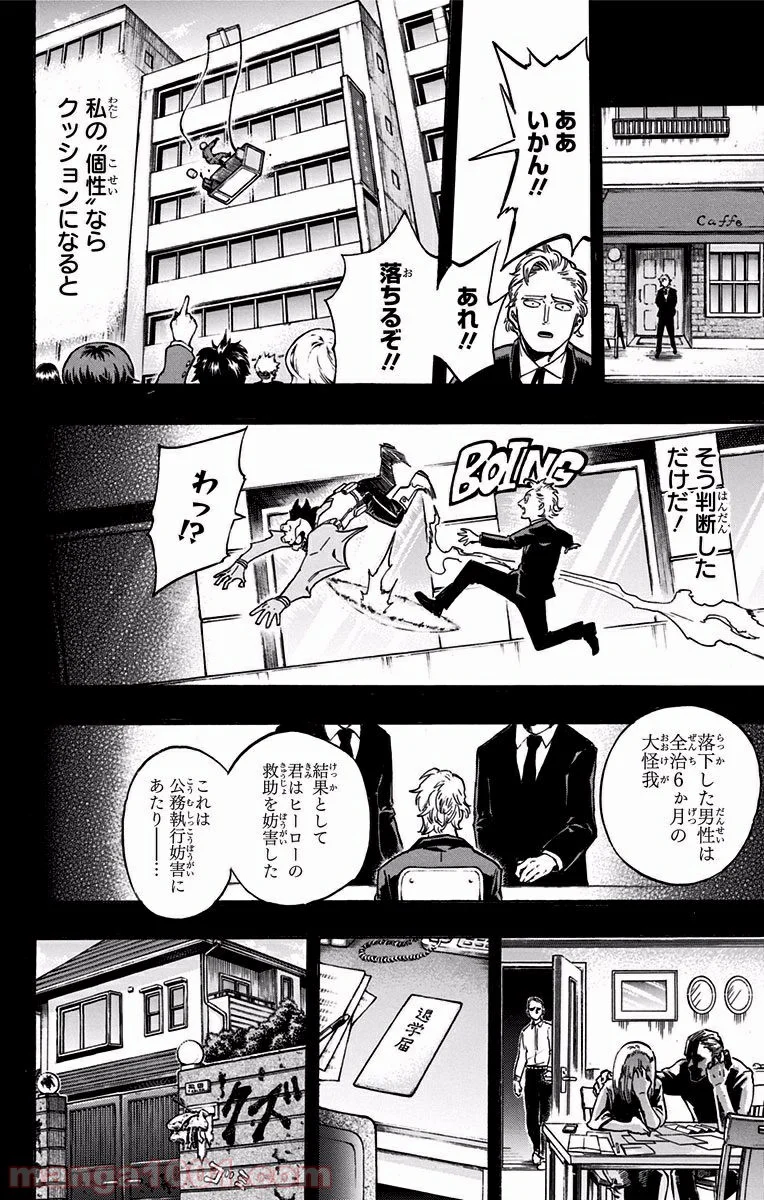 Caffe
ああ
いかん!!
あれ!!
落ちるぞ!!
私の〝個性〟なら
クッションになると
そう判断した
だけだ!
BOING
わっ!?
落下した男性は
全治6か月の
大怪我
結果として
君はヒーローの
救助を妨害した
これは
公務執行妨害に
あたり――…
退学届
飛田
クズ
ゴミ